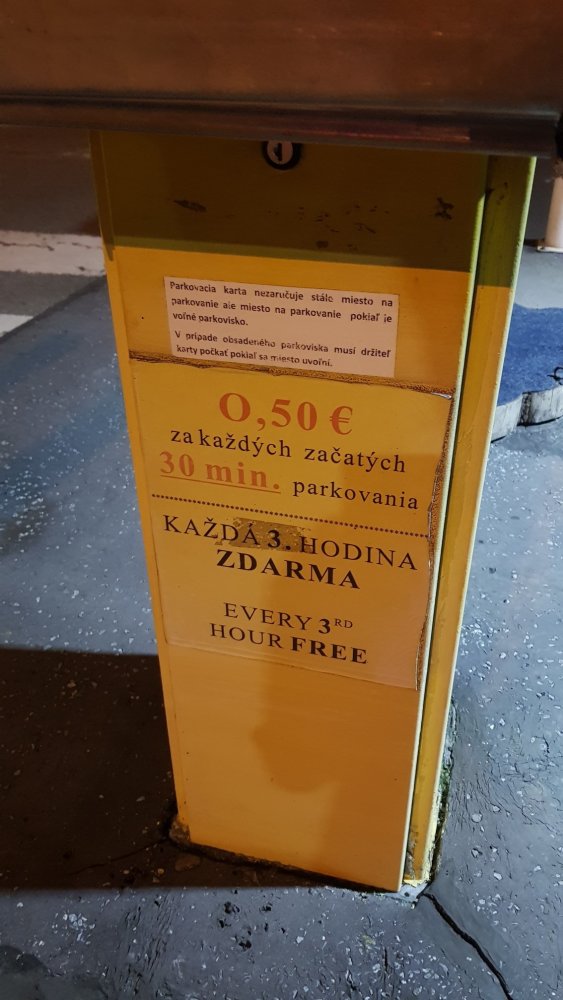 Parkovacia karta nezaručuje stále miesto na
parkovanie ale miesto na parkovanie pokiaľ je
voľné parkovisko.
V prípade obsadeného parkoviska musí držiteľ
karty počkať pokiaľ sa miesto uvoľní.
0,50 €
za každých začatých
30 min. parkovania
KAŽDÁ 3. HODINA
ZDARMA
EVERY 3RD
HOUR FREE